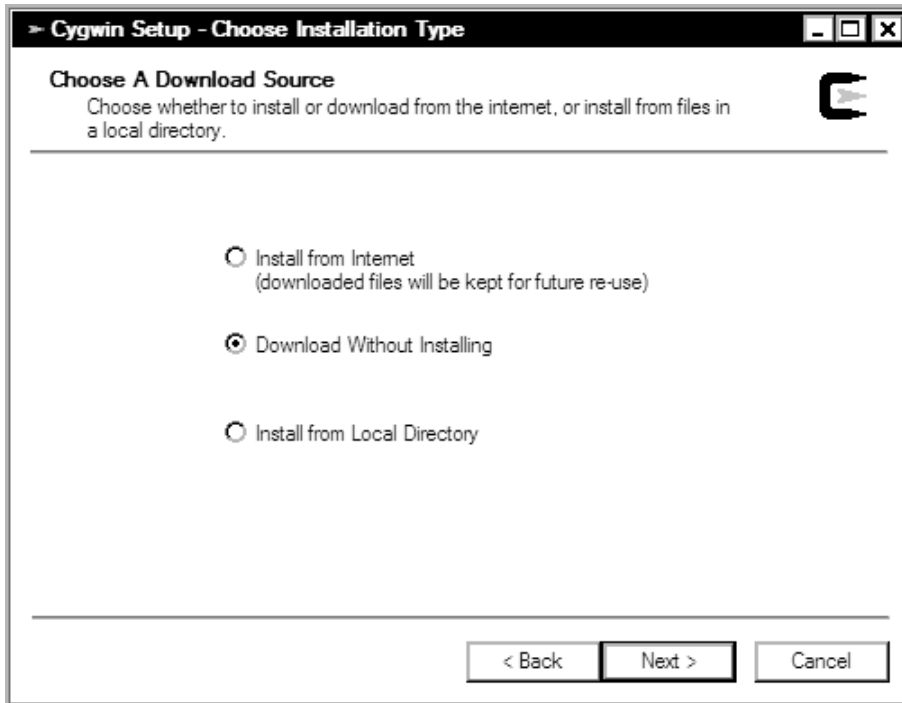 Cygwin Setup - Choose Installation Type
Choose A Download Source
Choose whether to install or download from the internet, or install from files in
a local directory.
Install from Internet
(downloaded files will be kept for future re-use)
Download Without Installing
Install from Local Directory
< Back Next > Cancel